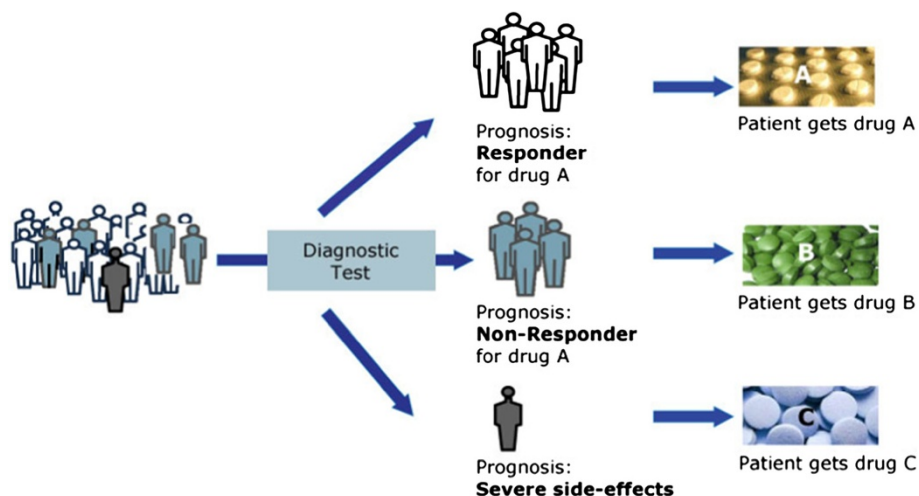 A
Prognosis:
Responder
for drug A
Patient gets drug A
Diagnostic
Test
B
Prognosis:
Non-Responder
for drug A
Patient gets drug B
C
Prognosis:
Severe side-effects
Patient gets drug C